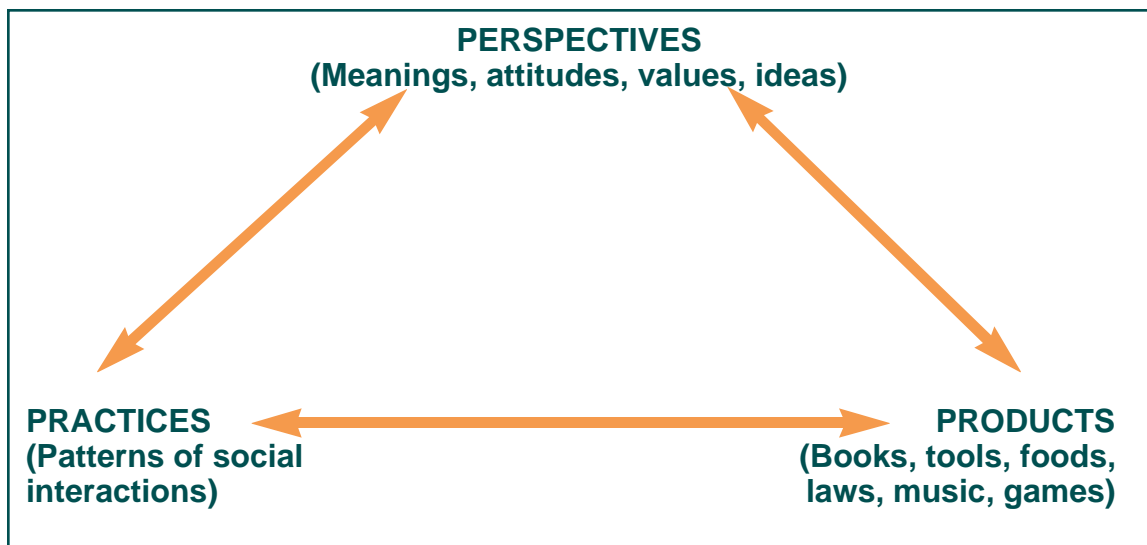 PERSPECTIVES
(Meanings, attitudes, values, ideas)
PRACTICES
(Patterns of social
interactions)
PRODUCTS
(Books, tools, foods,
laws, music, games)